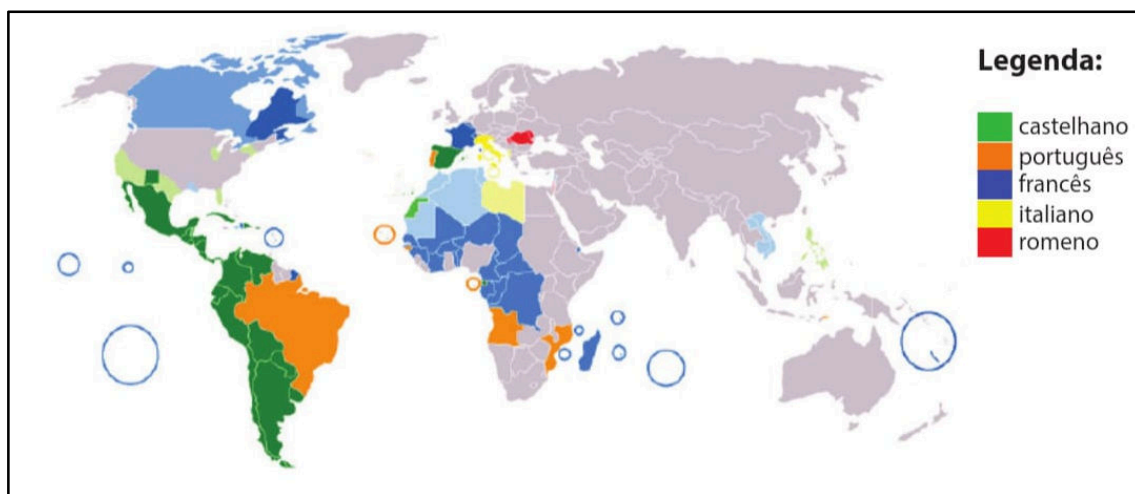 Legenda:
castelhano
português
francês
italiano
romeno